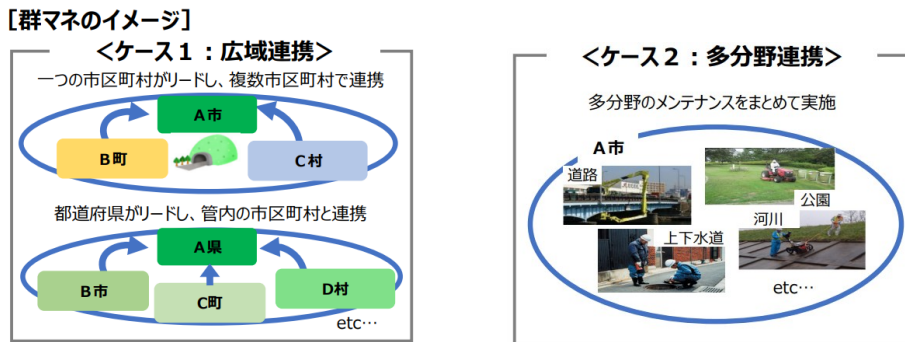 ［群マネのイメージ］
＜ケース１：広域連携＞
一つの市区町村がリードし、複数市区町村で連携
A市
B町
C村
都道府県がリードし、管内の市区町村と連携
A県
B市
C町
D村
etc…
＜ケース２：多分野連携＞
多分野のメンテナンスをまとめて実施
A市
道路
公園
河川
上下水道
etc…